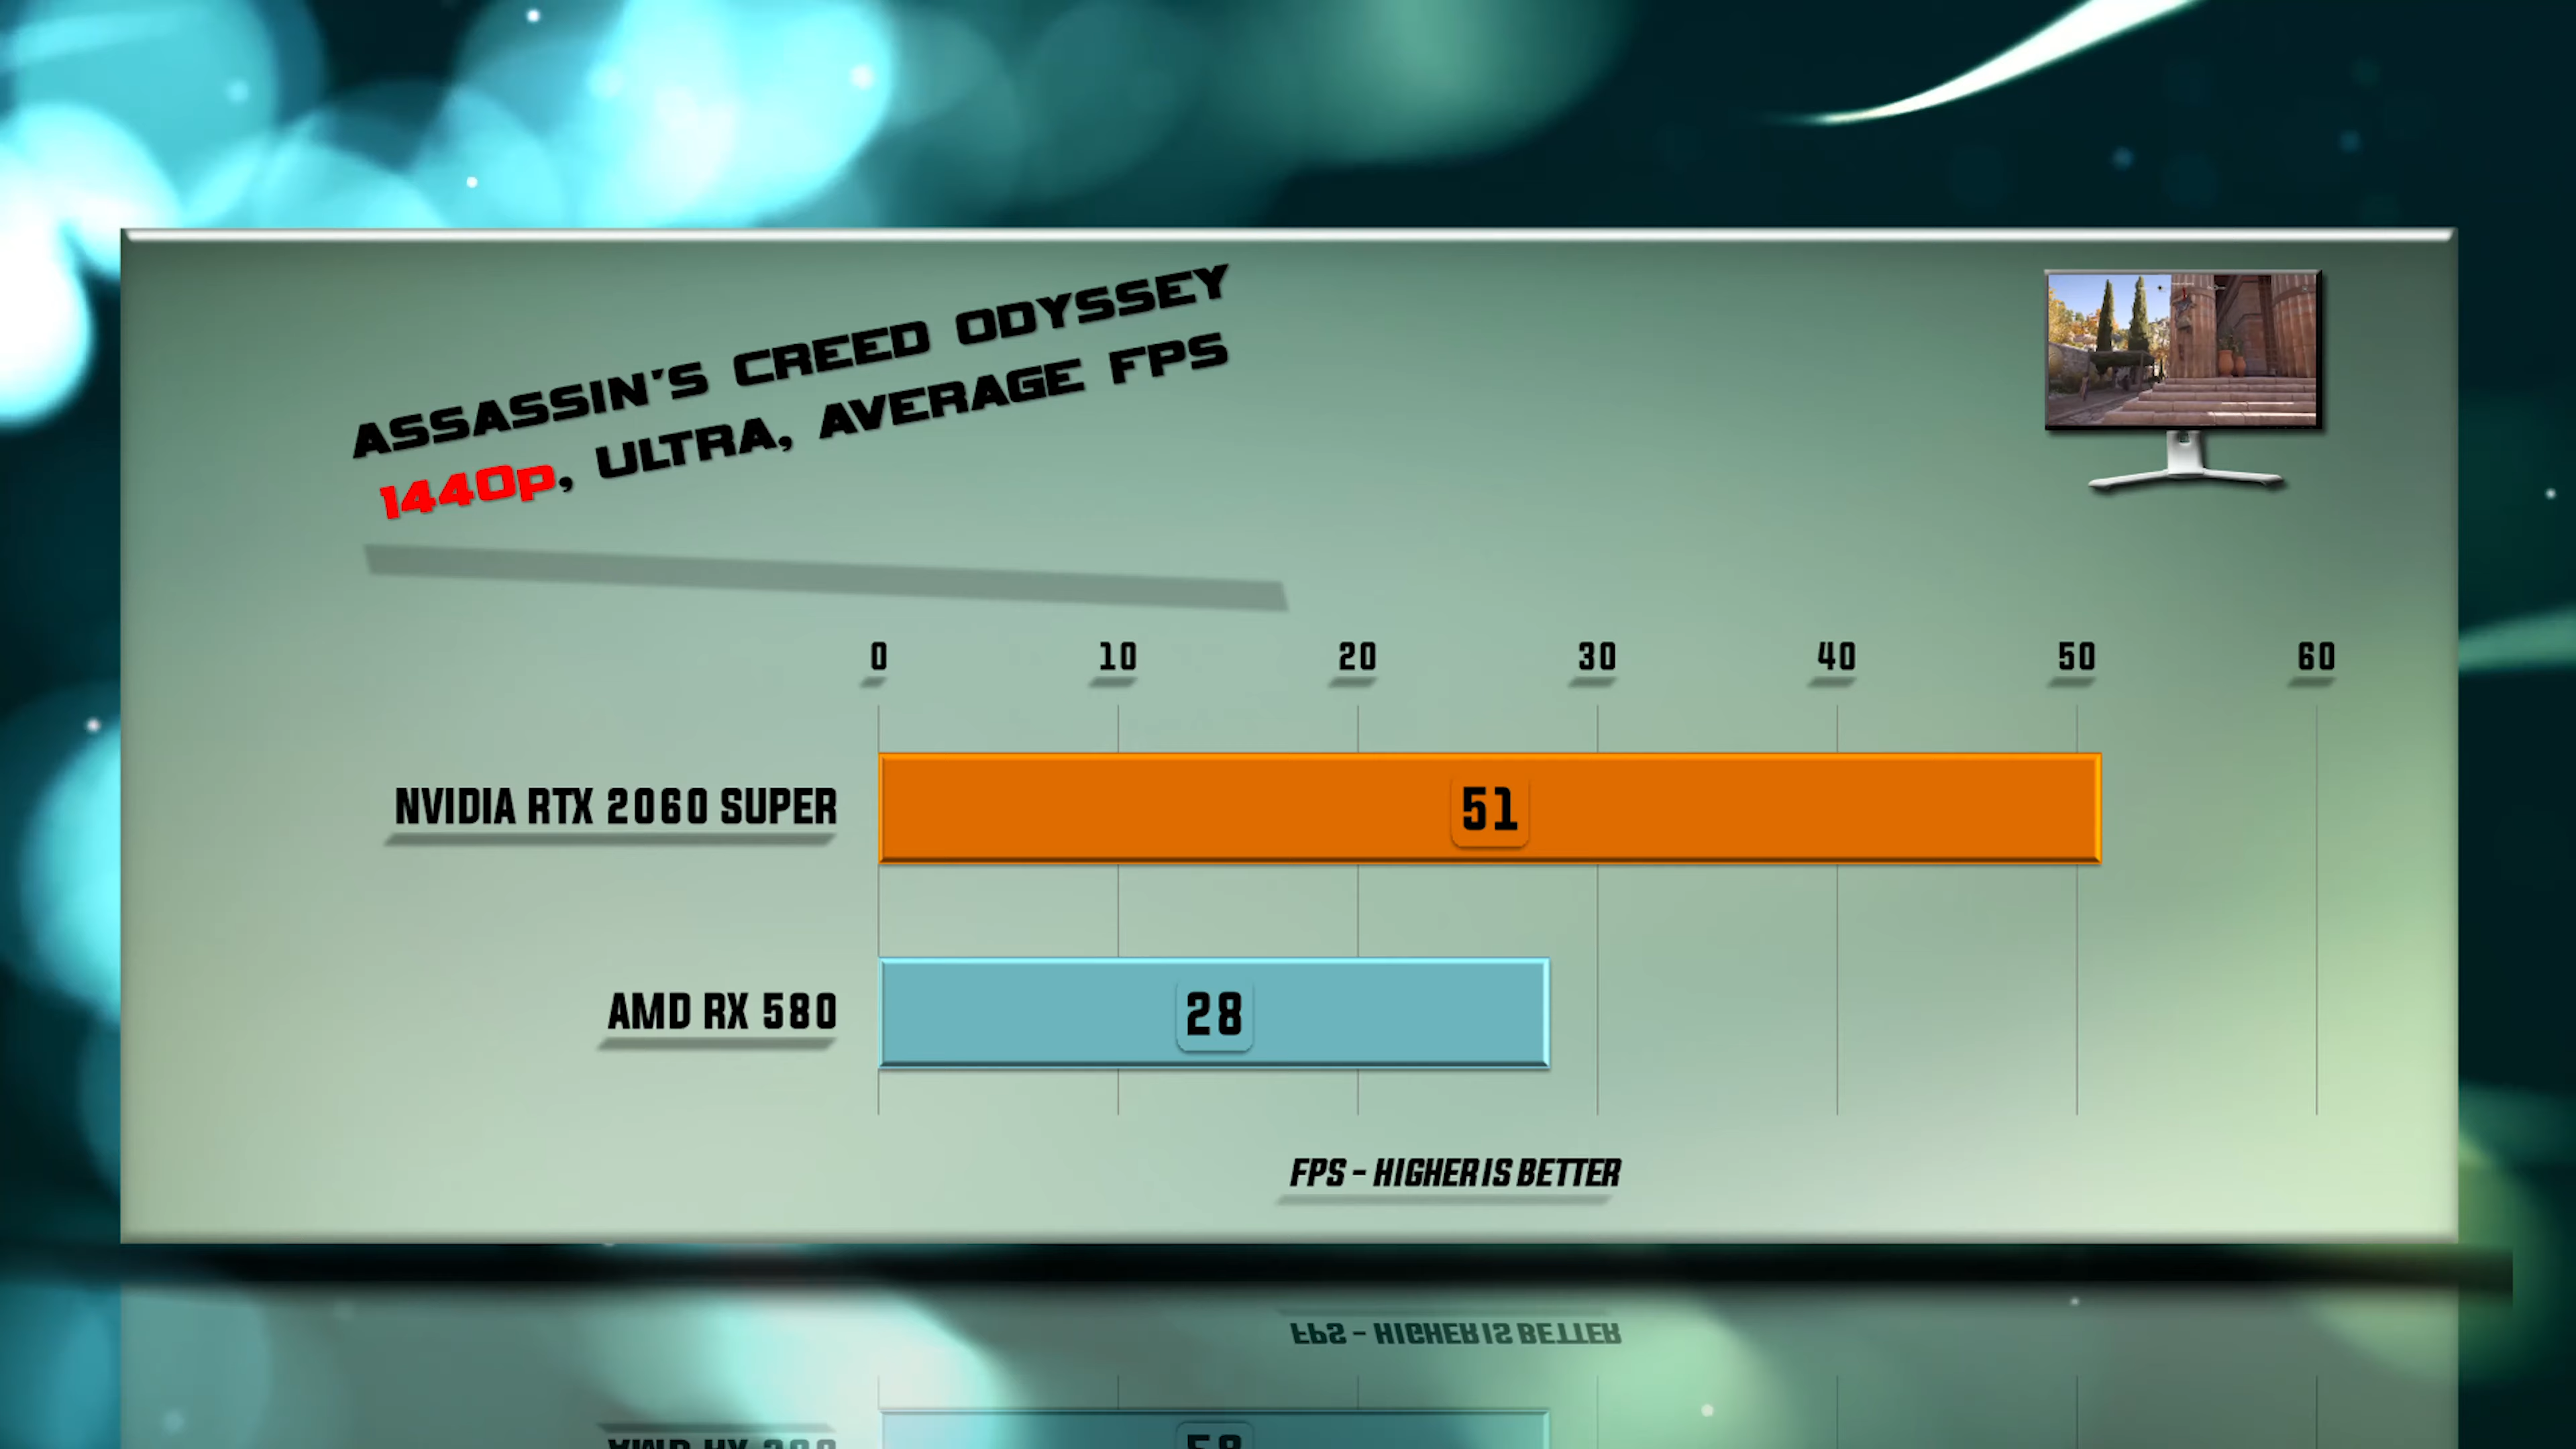 ASSASSIN'S CREED ODYSSEY
1440p, ULTRA, AVERAGE FPS
0 10 20 30 40 50 60
NVIDIA RTX 2060 SUPER 51
AMD RX 580 28
FPS - HIGHER IS BETTER